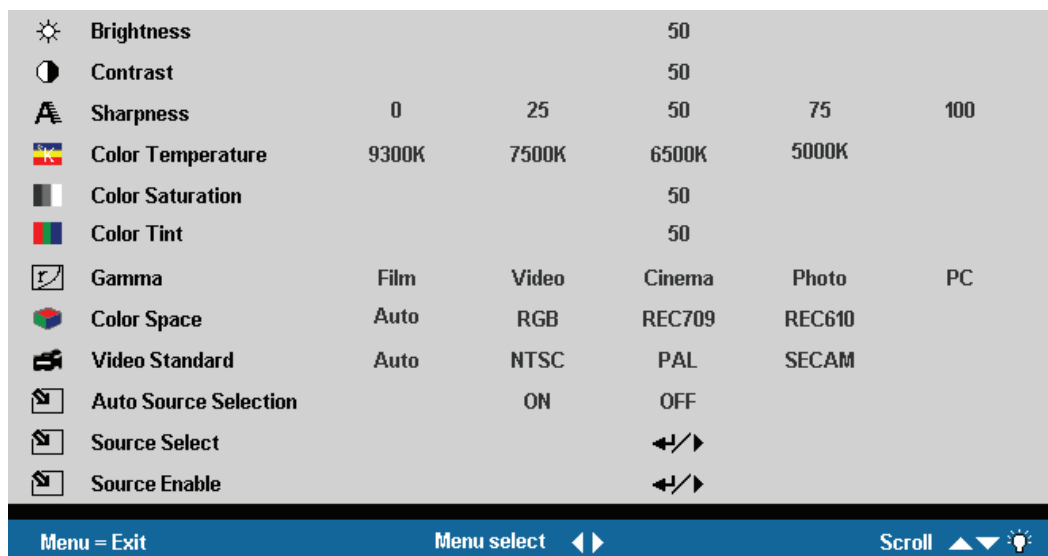 Brightness 50
Contrast 50
Sharpness 0 25 50 75 100
Color Temperature 9300K 7500K 6500K 5000K
Color Saturation 50
Color Tint 50
Gamma Film Video Cinema Photo PC
Color Space Auto RGB REC709 REC610
Video Standard Auto NTSC PAL SECAM
Auto Source Selection ON OFF
Source Select
Source Enable
Menu = Exit Menu select Scroll